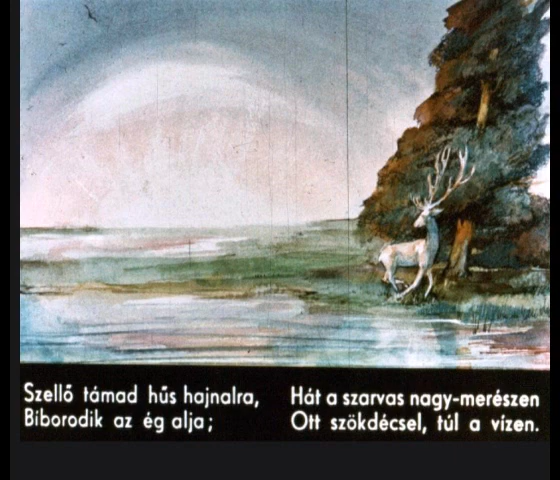 Szellő támad hűs hajnalra,
Bíborodik az ég alja;
Hát a szarvas nagy-merészen
Ott szökdécsel, túl a vízen.